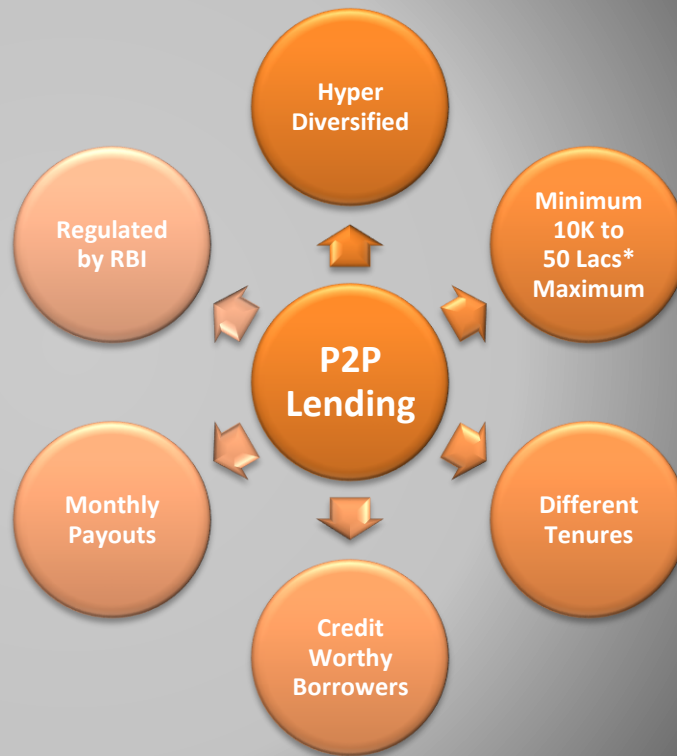 Hyper
Diversified
Regulated
by RBI
Minimum
10K to
50 Lacs*
Maximum
P2P
Lending
Monthly
Payouts
Different
Tenures
Credit
Worthy
Borrowers